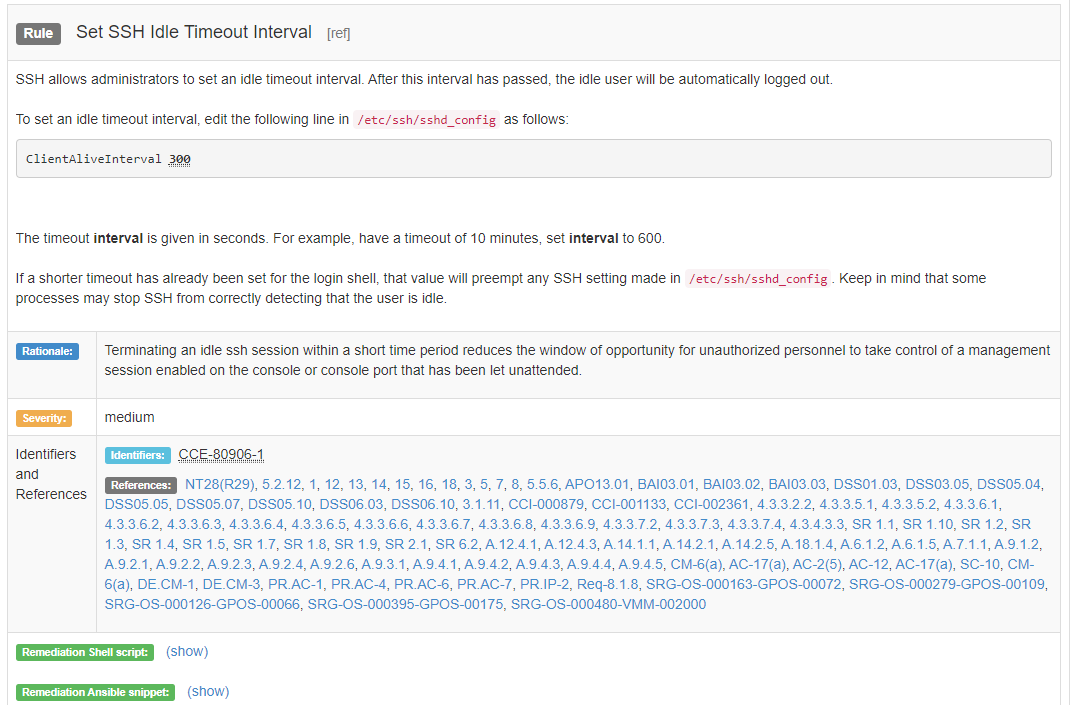 Rule Set SSH Idle Timeout Interval [ref]
SSH allows administrators to set an idle timeout interval. After this interval has passed, the idle user will be automatically logged out.
To set an idle timeout interval, edit the following line in /etc/ssh/sshd_config as follows:
ClientAliveInterval 300
The timeout interval is given in seconds. For example, have a timeout of 10 minutes, set interval to 600.
If a shorter timeout has already been set for the login shell, that value will preempt any SSH setting made in /etc/ssh/sshd_config. Keep in mind that some
processes may stop SSH from correctly detecting that the user is idle.
Rationale: Terminating an idle ssh session within a short time period reduces the window of opportunity for unauthorized personnel to take control of a management
session enabled on the console or console port that has been let unattended.
Severity: medium
Identifiers
and
References
Identifiers: CCE-80906-1
References: NT28(R29), 5.2.12, 1, 12, 13, 14, 15, 16, 18, 3, 5, 7, 8, 5.5.6, APO13.01, BAI03.01, BAI03.02, BAI03.03, DSS01.03, DSS03.05, DSS05.04,
DSS05.05, DSS05.07, DSS05.10, DSS06.03, DSS06.10, 3.1.11, CCI-000879, CCI-001133, CCI-002361, 4.3.3.2.2, 4.3.3.5.1, 4.3.3.5.2, 4.3.3.6.1,
4.3.3.6.2, 4.3.3.6.3, 4.3.3.6.4, 4.3.3.6.5, 4.3.3.6.6, 4.3.3.6.7, 4.3.3.6.8, 4.3.3.6.9, 4.3.3.7.2, 4.3.3.7.3, 4.3.3.7.4, 4.3.4.3.3, SR 1.1, SR 1.10, SR 1.2, SR
1.3, SR 1.4, SR 1.5, SR 1.7, SR 1.8, SR 1.9, SR 2.1, SR 6.2, A.12.4.1, A.12.4.3, A.14.1.1, A.14.2.1, A.14.2.5, A.18.1.4, A.6.1.2, A.6.1.5, A.7.1.1, A.9.1.2,
A.9.2.1, A.9.2.2, A.9.2.3, A.9.2.4, A.9.2.6, A.9.3.1, A.9.4.1, A.9.4.2, A.9.4.3, A.9.4.4, A.9.4.5, CM-6(a), AC-17(a), AC-2(5), AC-12, AC-17(a), SC-10, CM-
6(a), DE.CM-1, DE.CM-3, PR.AC-1, PR.AC-4, PR.AC-6, PR.AC-7, PR.IP-2, Req-8.1.8, SRG-OS-000163-GPOS-00072, SRG-OS-000279-GPOS-00109,
SRG-OS-000126-GPOS-00066, SRG-OS-000395-GPOS-00175, SRG-OS-000480-VMM-002000
Remediation Shell script: (show)
Remediation Ansible snippet: (show)